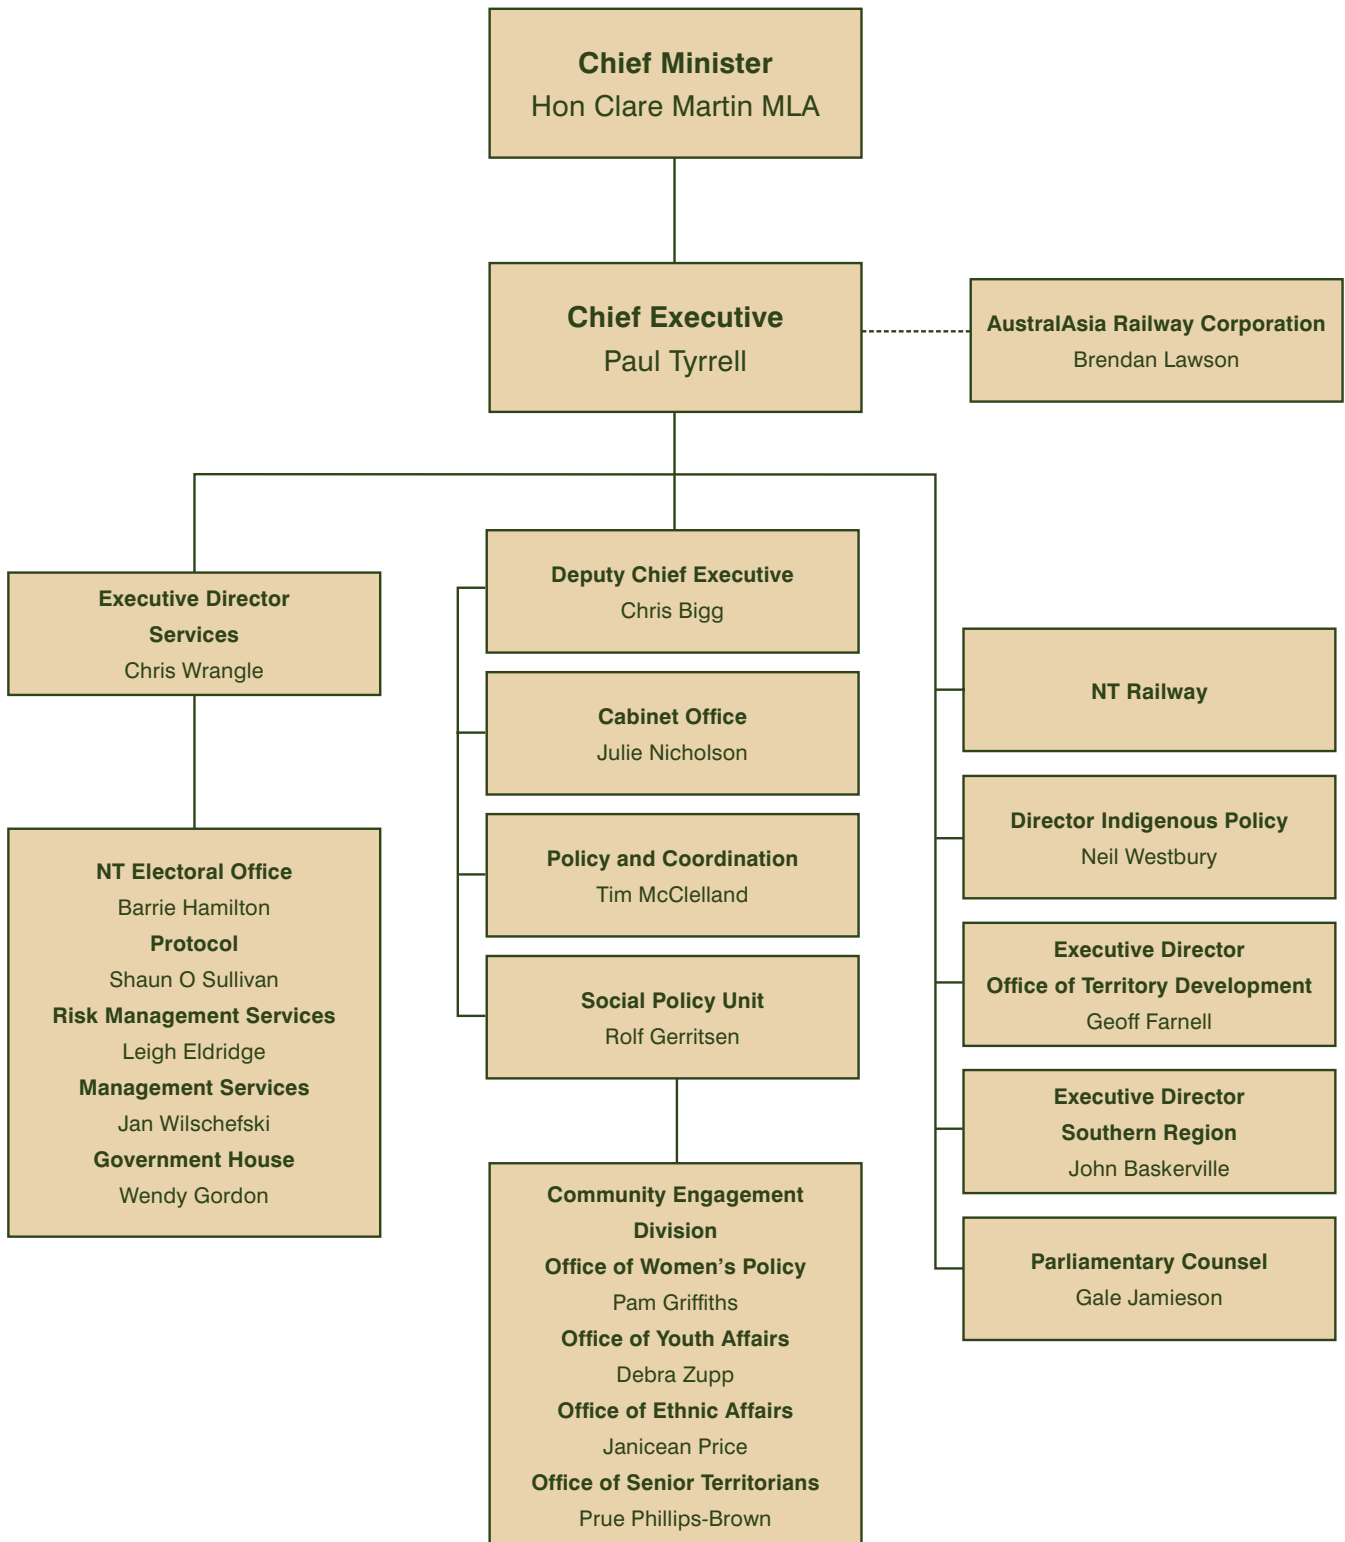 Chief Minister
Hon Clare Martin MLA
Chief Executive
Paul Tyrrell
AustralAsia Railway Corporation
Brendan Lawson
Executive Director
Services
Chris Wrangle
NT Electoral Office
Barrie Hamilton
Protocol
Shaun O Sullivan
Risk Management Services
Leigh Eldridge
Management Services
Jan Wilschefski
Government House
Wendy Gordon
Deputy Chief Executive
Chris Bigg
Cabinet Office
Julie Nicholson
Policy and Coordination
Tim McClelland
Social Policy Unit
Rolf Gerritsen
Community Engagement
Division
Office of Women’s Policy
Pam Griffiths
Office of Youth Affairs
Debra Zupp
Office of Ethnic Affairs
Janicean Price
Office of Senior Territorians
Prue Phillips-Brown
NT Railway
Director Indigenous Policy
Neil Westbury
Executive Director
Office of Territory Development
Geoff Farnell
Executive Director
Southern Region
John Baskerville
Parliamentary Counsel
Gale Jamieson